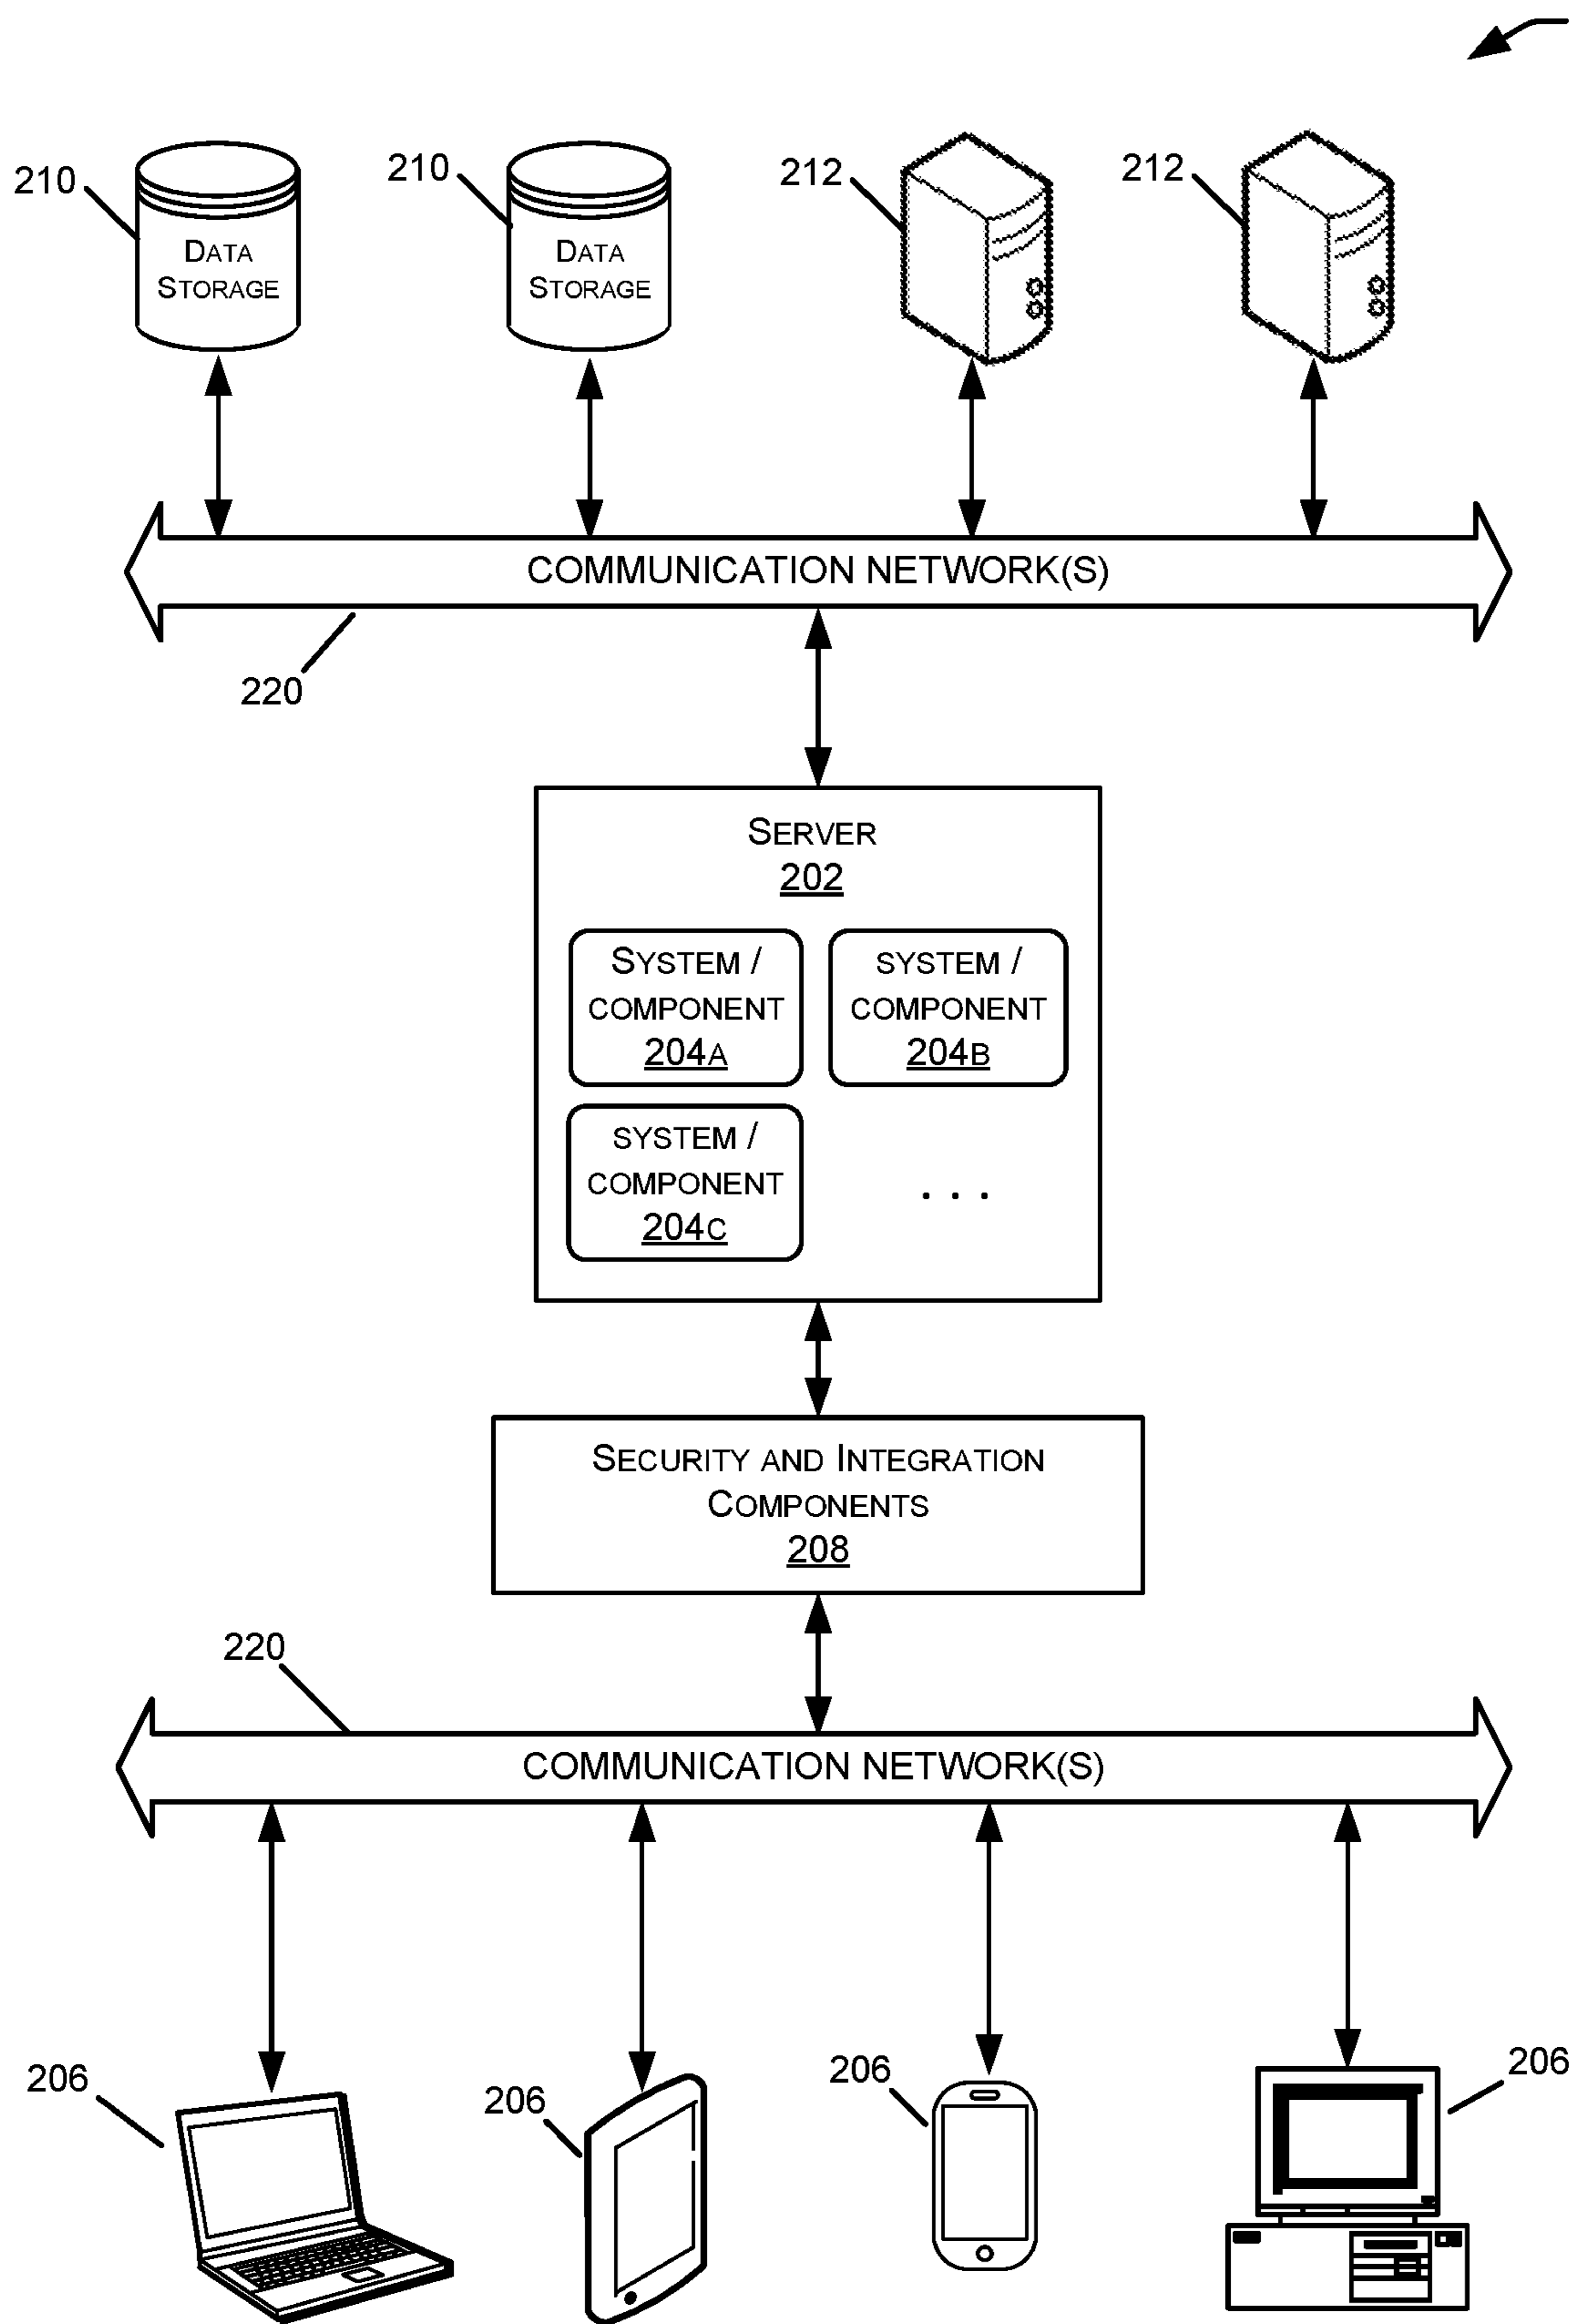 210
210
212
212
DATA
STORAGE
DATA
STORAGE
COMMUNICATION NETWORK(S)
220
SERVER
202
SYSTEM /
COMPONENT
204A
SYSTEM /
COMPONENT
204B
SYSTEM /
COMPONENT
204C
. . .
SECURITY AND INTEGRATION
COMPONENTS
208
220
COMMUNICATION NETWORK(S)
206
206
206
206